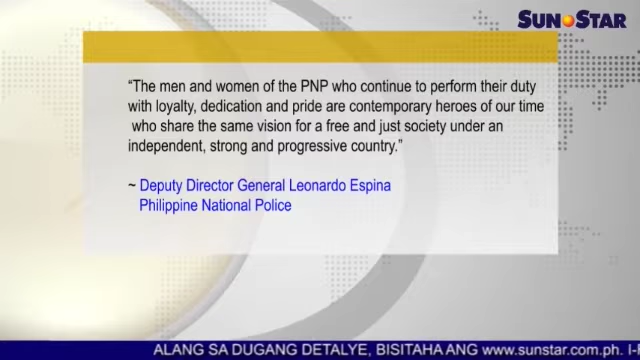 SUN STAR
“The men and women of the PNP who continue to perform their duty
with loyalty, dedication and pride are contemporary heroes of our time
who share the same vision for a free and just society under an
independent, strong and progressive country.”
~ Deputy Director General Leonardo Espina
Philippine National Police
ALANG SA DUGANG DETALYE, BISITAHA ANG www.sunstar.com.ph. I-